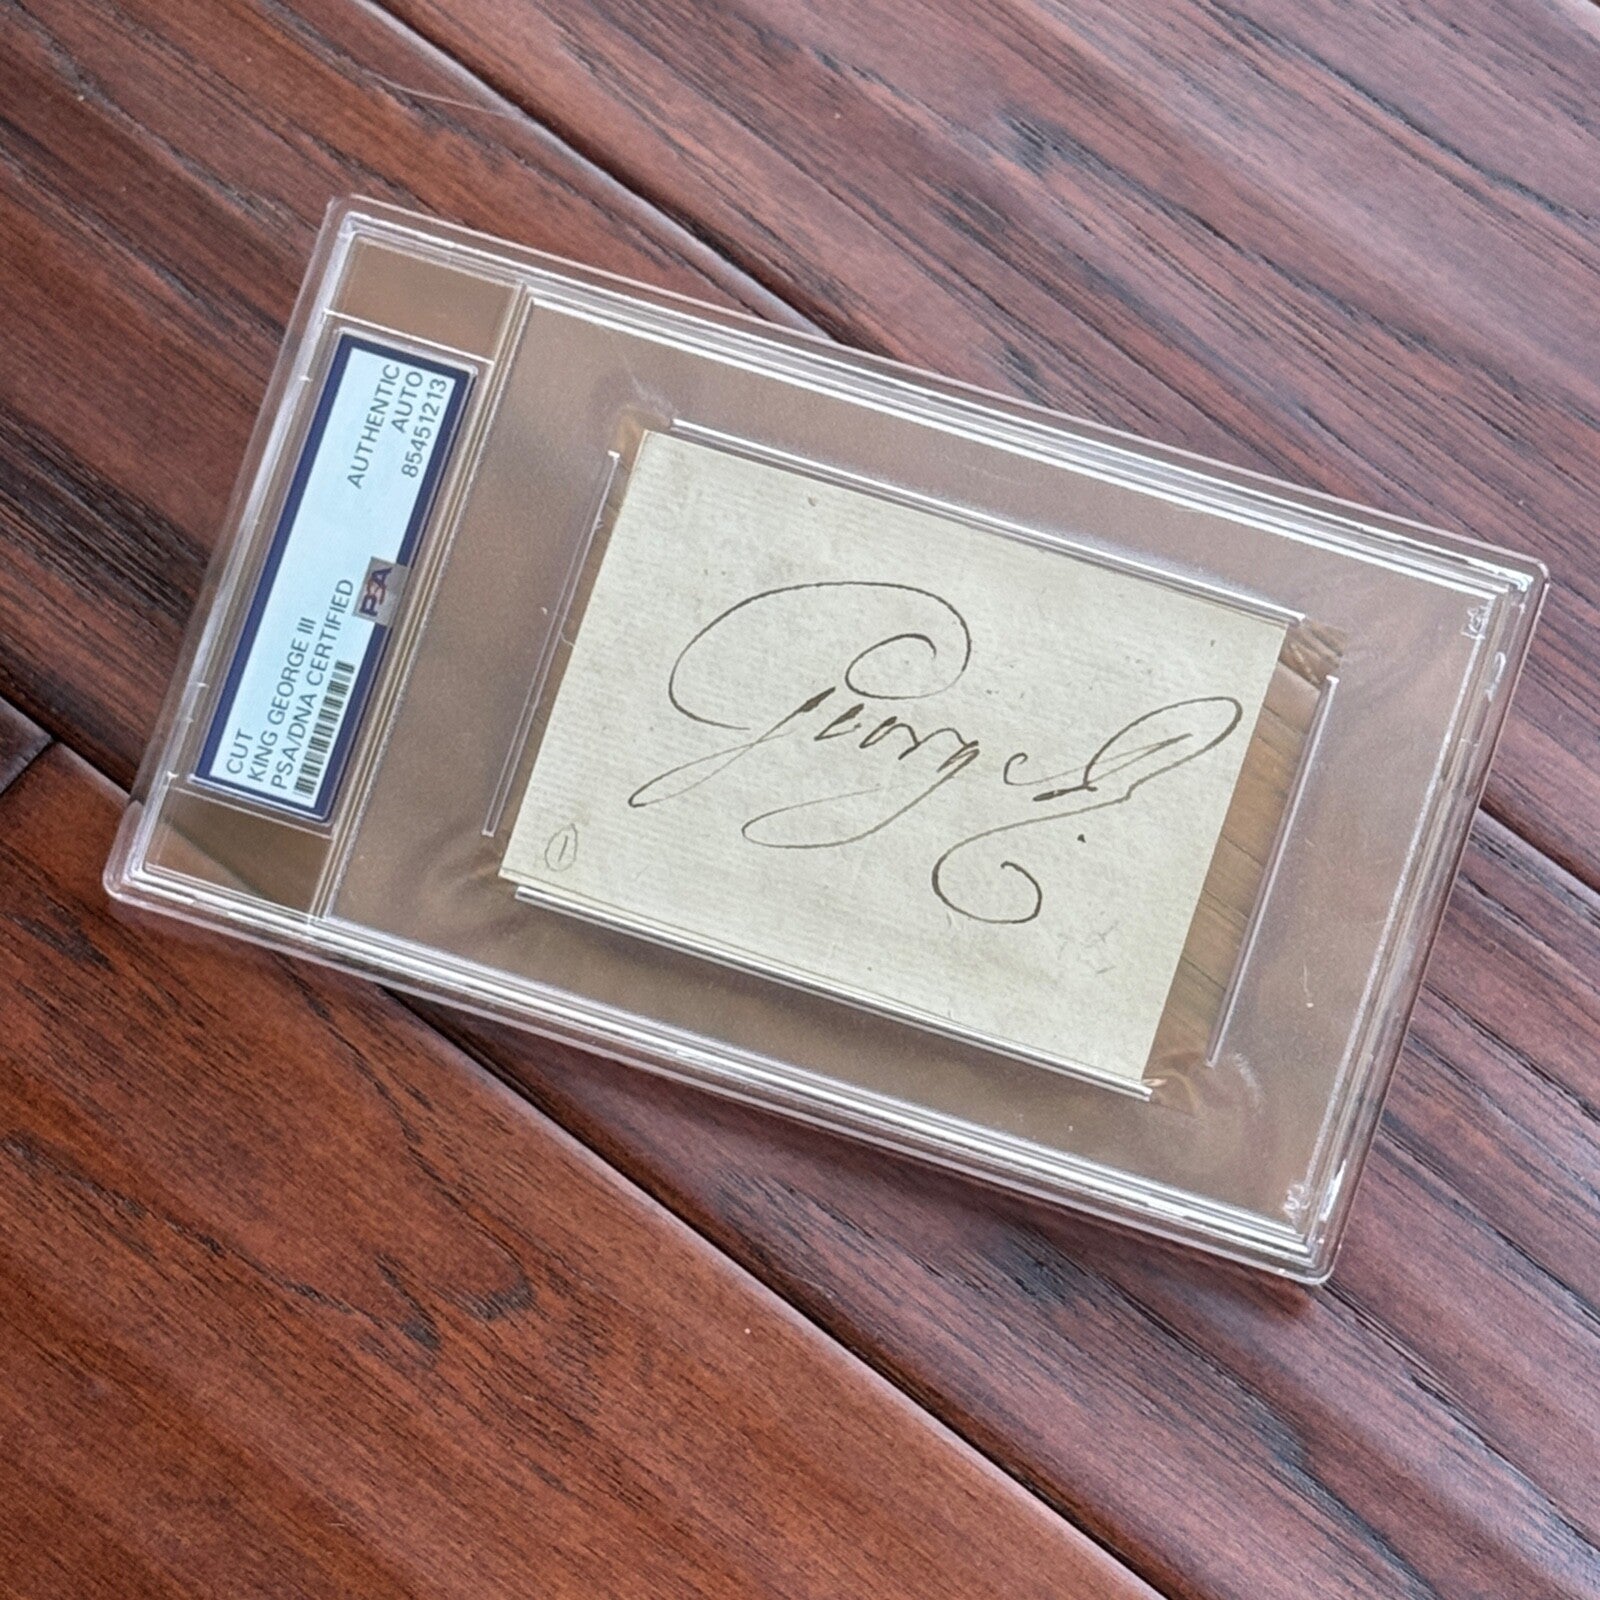 CUT
KING GEORGE III
PSA/DNA CERTIFIED
AUTHENTIC
AUTO
85451213
PSA
George R.
1